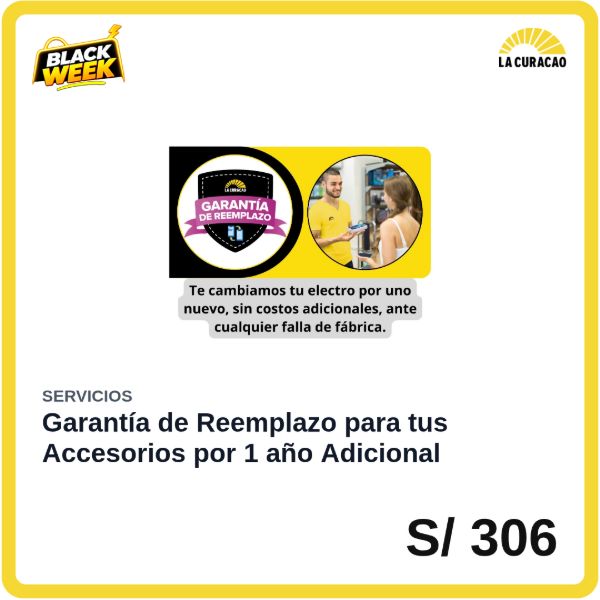 BLACK
WEEK
LA CURACAO
LA CURACAO
GARANTÍA
DE REEMPLAZO
Te cambiamos tu electro por uno
nuevo, sin costos adicionales, ante
cualquier falla de fábrica.
SERVICIOS
Garantía de Reemplazo para tus
Accesorios por 1 año Adicional
S/ 306